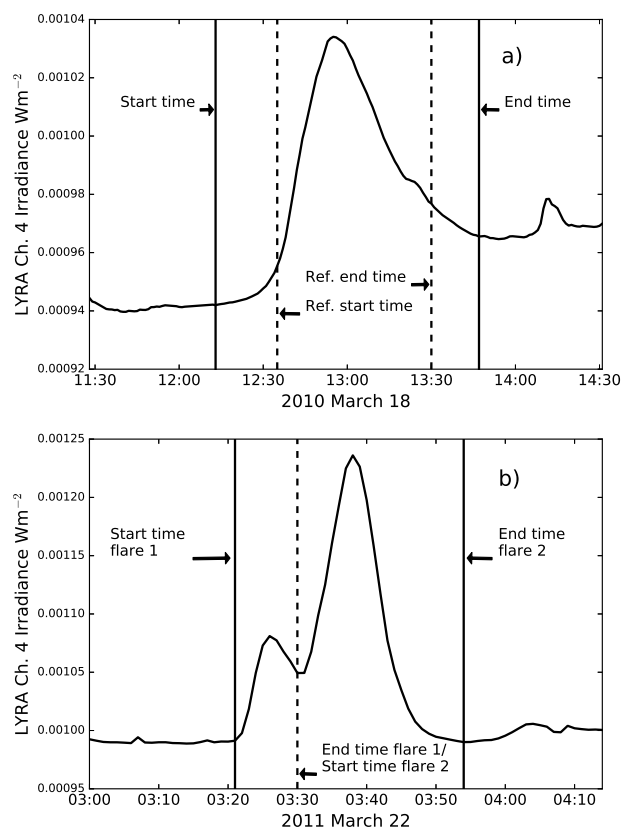 0.00104
a)
0.00102
Start time
End time
0.00100
0.00098
0.00096
Ref. end time
Ref. start time
0.00094
0.00092
LYRA Ch. 4 Irradiance Wm−2
11:30 12:00 12:30 13:00 13:30 14:00 14:30
2010 March 18
0.00125
b)
0.00120
Start time
flare 1
End time
flare 2
0.00115
0.00110
0.00105
0.00100
End time flare 1/
Start time flare 2
0.00095
LYRA Ch. 4 Irradiance Wm−2
03:00 03:10 03:20 03:30 03:40 03:50 04:00 04:10
2011 March 22